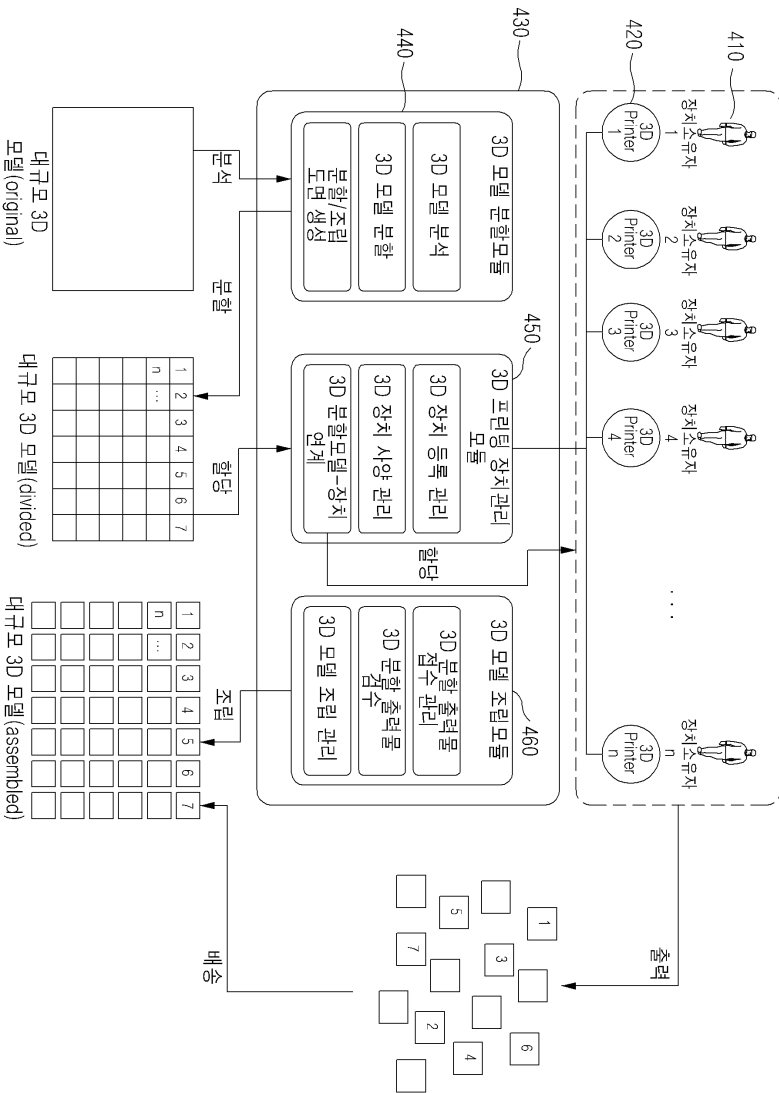 410
장치소유자
1
장치소유자
2
장치소유자
3
장치소유자
4
...
장치소유자
n
420
3D
Printer
1
3D
Printer
2
3D
Printer
3
3D
Printer
4
3D
Printer
n
430
440
3D 모델 분할모듈
3D 모델 분석
3D 모델 분할
분할/조립
도면 생성
450
3D 프린팅 장치관리
모듈
3D 장치 등록 관리
3D 장치 사양 관리
3D 분할모델-장치
연계
할당
460
3D 모델 조립모듈
3D 분할 출력물
접수 관리
3D 분할 출력물
검수
3D 모델 조립 관리
출력
1
3
6
5
7
2
4
분석
분할
할당
조립
배송
대규모 3D
모델(original)
1 2 3 4 5 6 7
n ...
대규모 3D 모델(divided)
1 2 3 4 5 6 7
n ...
대규모 3D 모델(assembled)